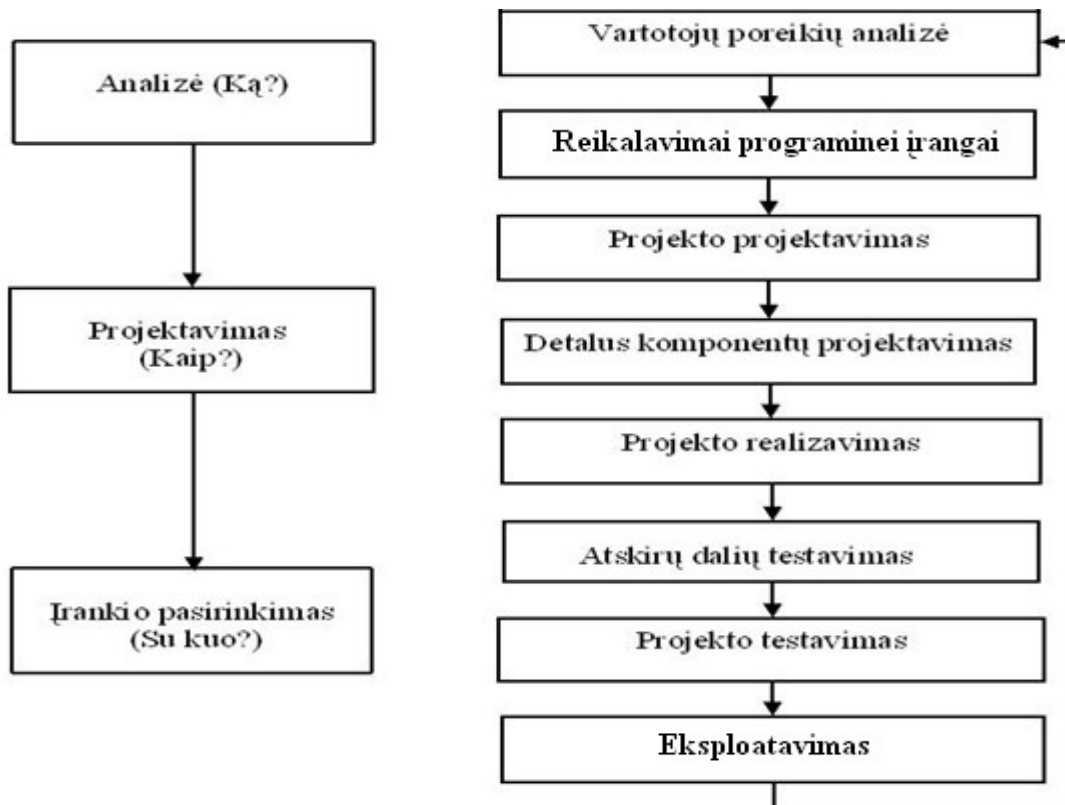 Analizė (Ką?)
Projektavimas
(Kaip?)
Įrankio pasirinkimas
(Su kuo?)
Vartotojų poreikių analizė
Reikalavimai programinei įrangai
Projekto projektavimas
Detalus komponentų projektavimas
Projekto realizavimas
Atskirų dalių testavimas
Projekto testavimas
Eksploatavimas